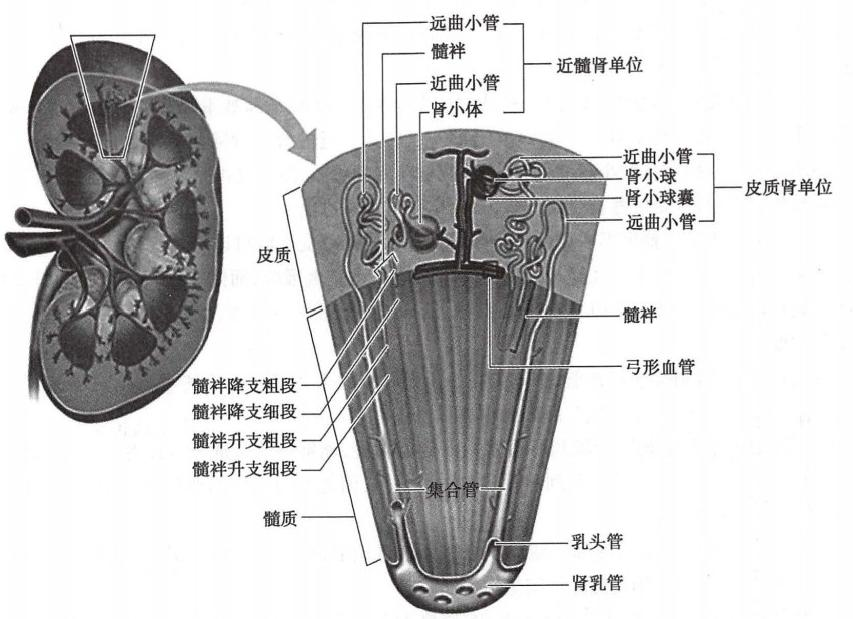 远曲小管
髓袢
近曲小管
肾小体
近髓肾单位
近曲小管
肾小球
肾小球囊
远曲小管
皮质肾单位
皮质
髓袢
弓形血管
髓袢降支粗段
髓袢降支细段
髓袢升支粗段
髓袢升支细段
集合管
髓质
乳头管
肾乳管